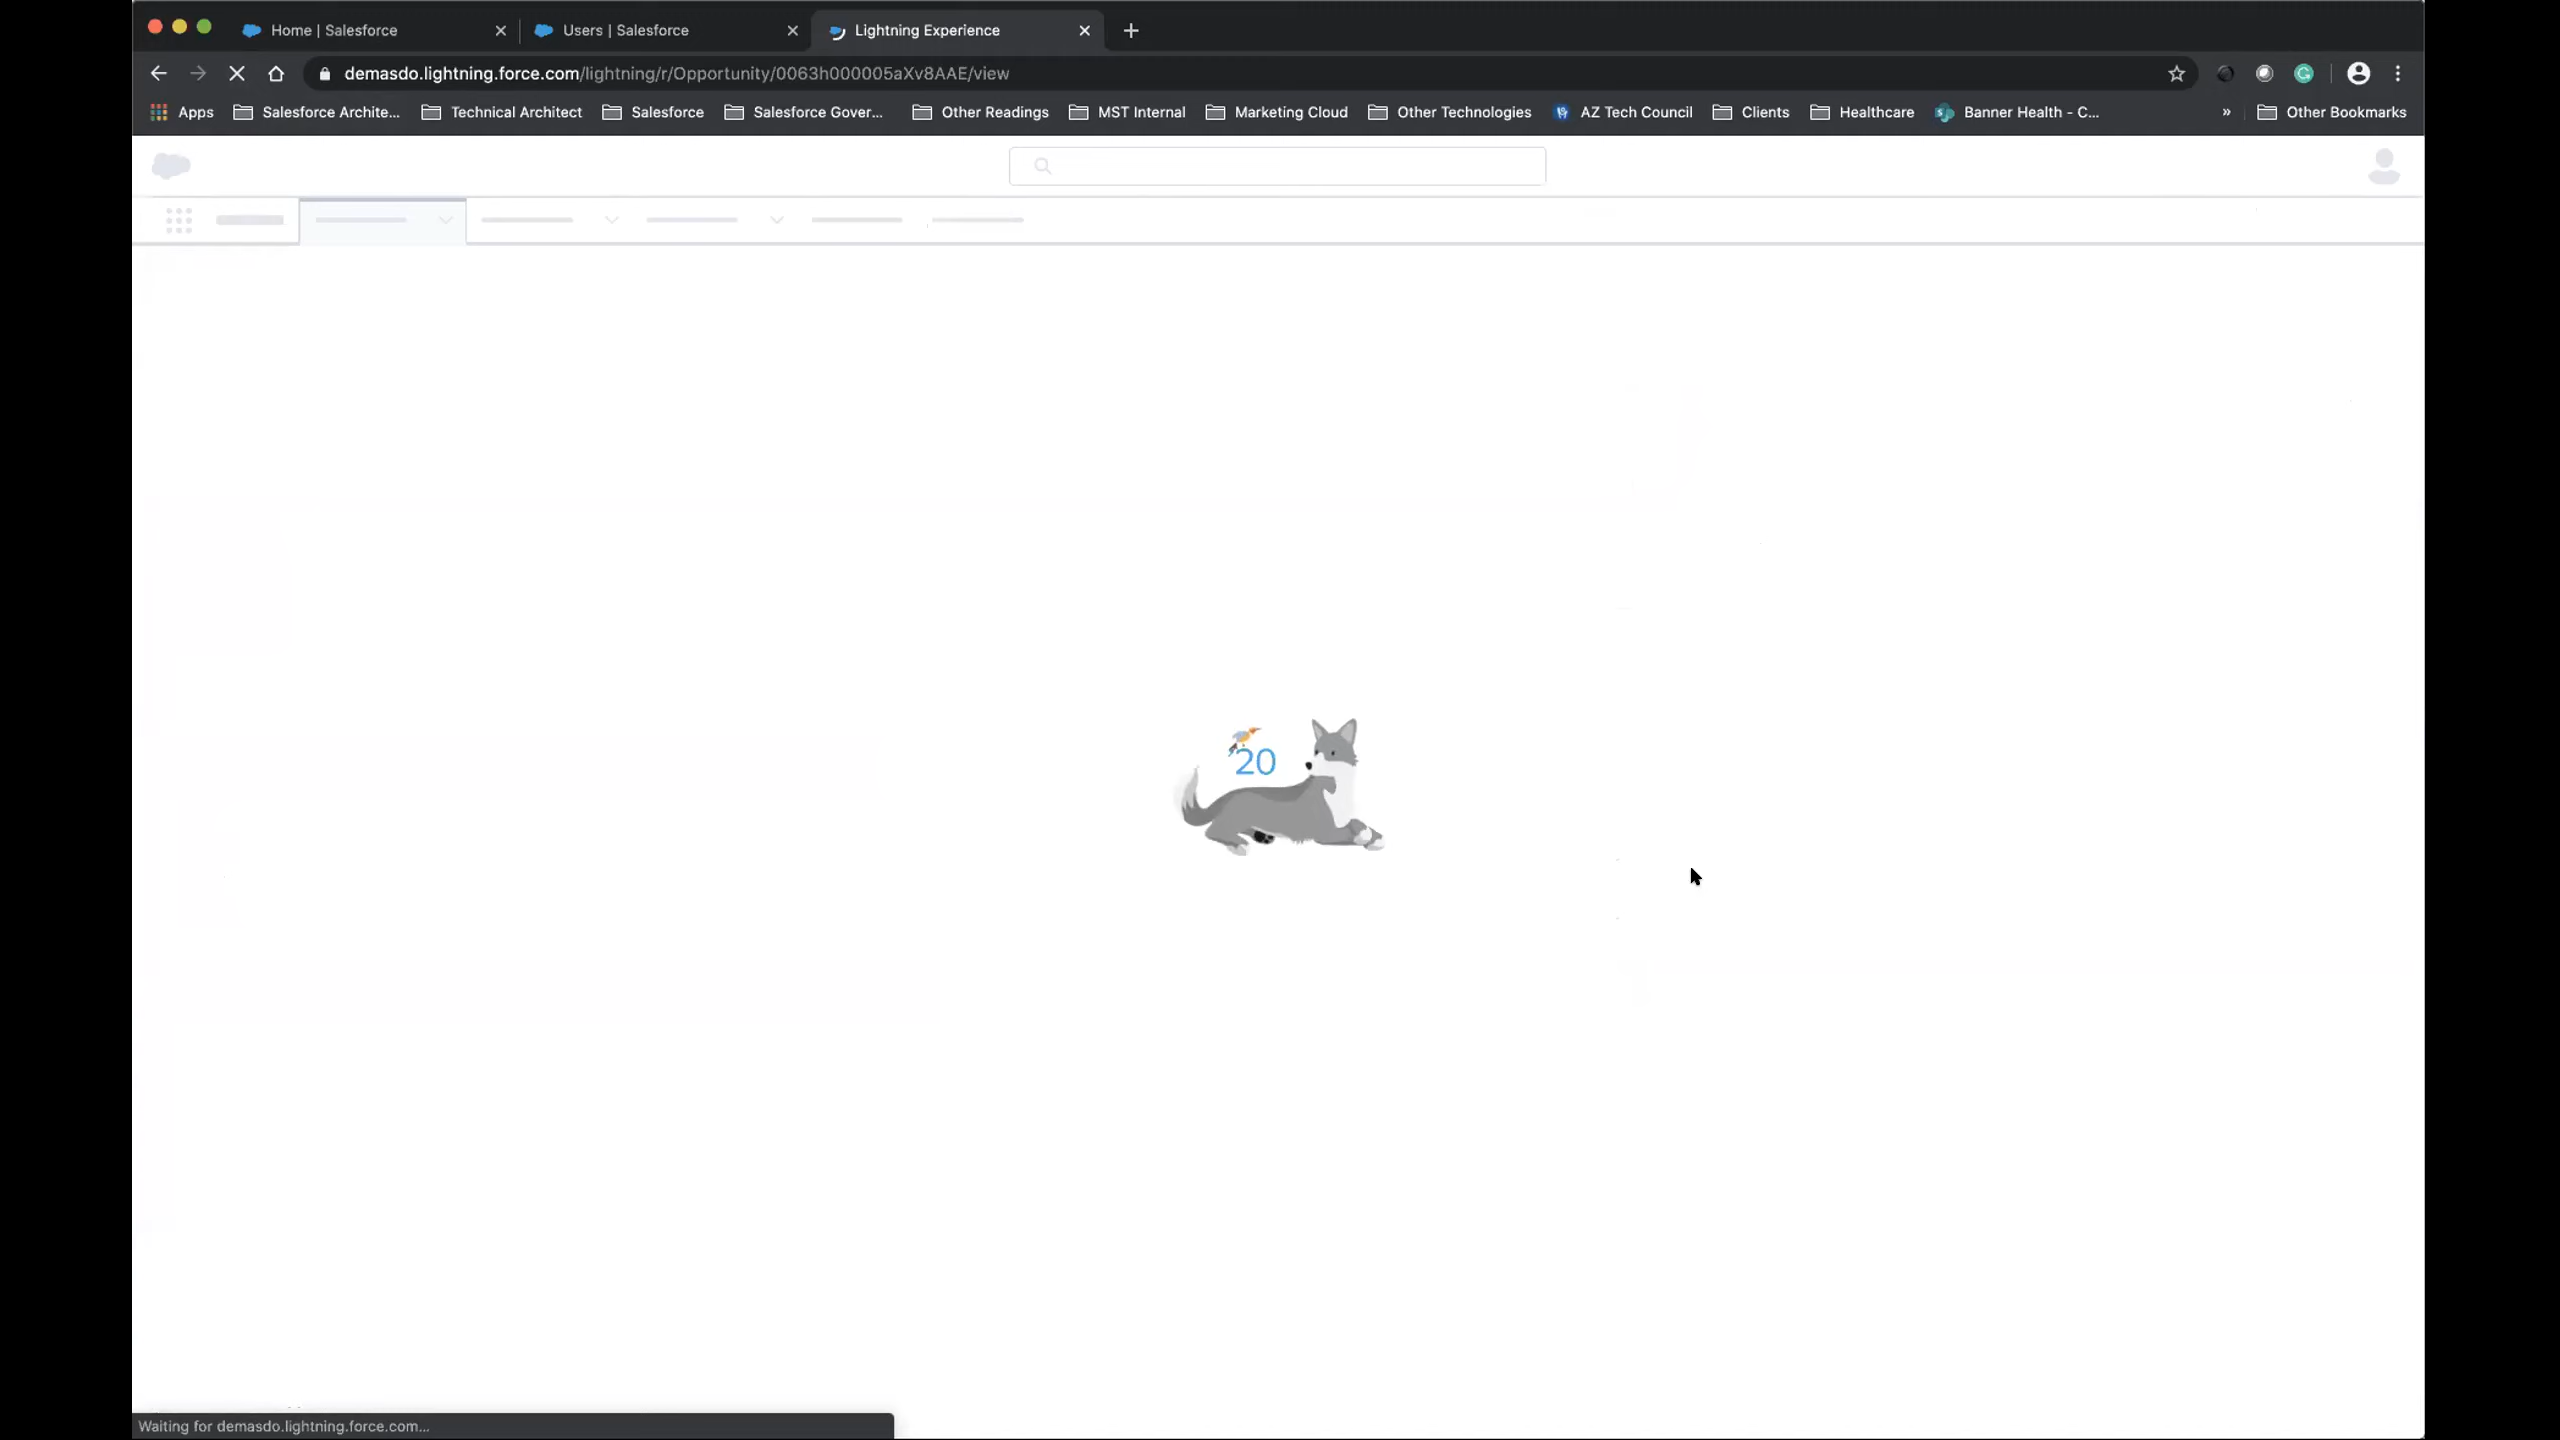 Home | Salesforce
Users | Salesforce
Lightning Experience
demasdo.lightning.force.com/lightning/r/Opportunity/0063h000005aXv8AAE/view
Apps
Salesforce Archite...
Technical Architect
Salesforce
Salesforce Gover...
Other Readings
MST Internal
Marketing Cloud
Other Technologies
AZ Tech Council
Clients
Healthcare
Banner Health - C...
»
Other Bookmarks
'20
Waiting for demasdo.lightning.force.com...